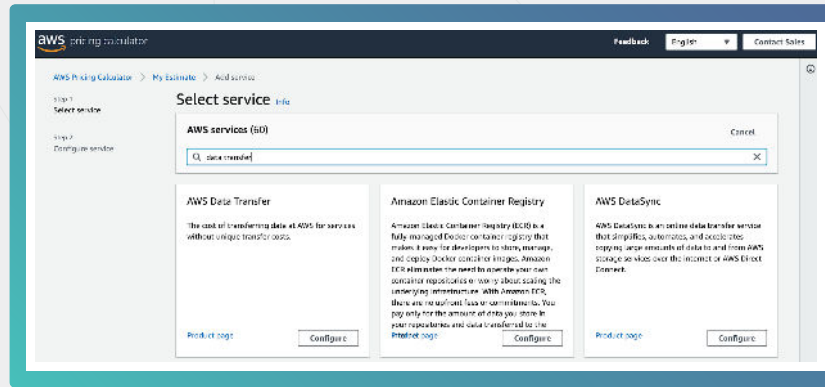 aws pricing calculator
Feedback English Contact Sales
AWS Pricing Calculator > My Estimate > Add service
Step 1
Select service
Step 2
Configure service
Select service Info
AWS services (60)
Cancel
data transfer
AWS Data Transfer
The cost of transferring data at AWS for services
without unique transfer costs.
Product page
Configure
Amazon Elastic Container Registry
Amazon Elastic Container Registry (ECR) is a
fully-managed Docker container registry that
makes it easy for developers to store, manage,
and deploy Docker container images. Amazon
ECR eliminates the need to operate your own
container repositories or worry about scaling the
underlying infrastructure. With Amazon ECR,
there are no upfront fees or commitments. You
pay only for the amount of data you store in
your repositories and data transferred to the
Product page
Configure
AWS DataSync
AWS DataSync is an online data transfer service
that simplifies, automates, and accelerates
copying large amounts of data to and from AWS
storage services over the internet or AWS Direct
Connect.
Product page
Configure